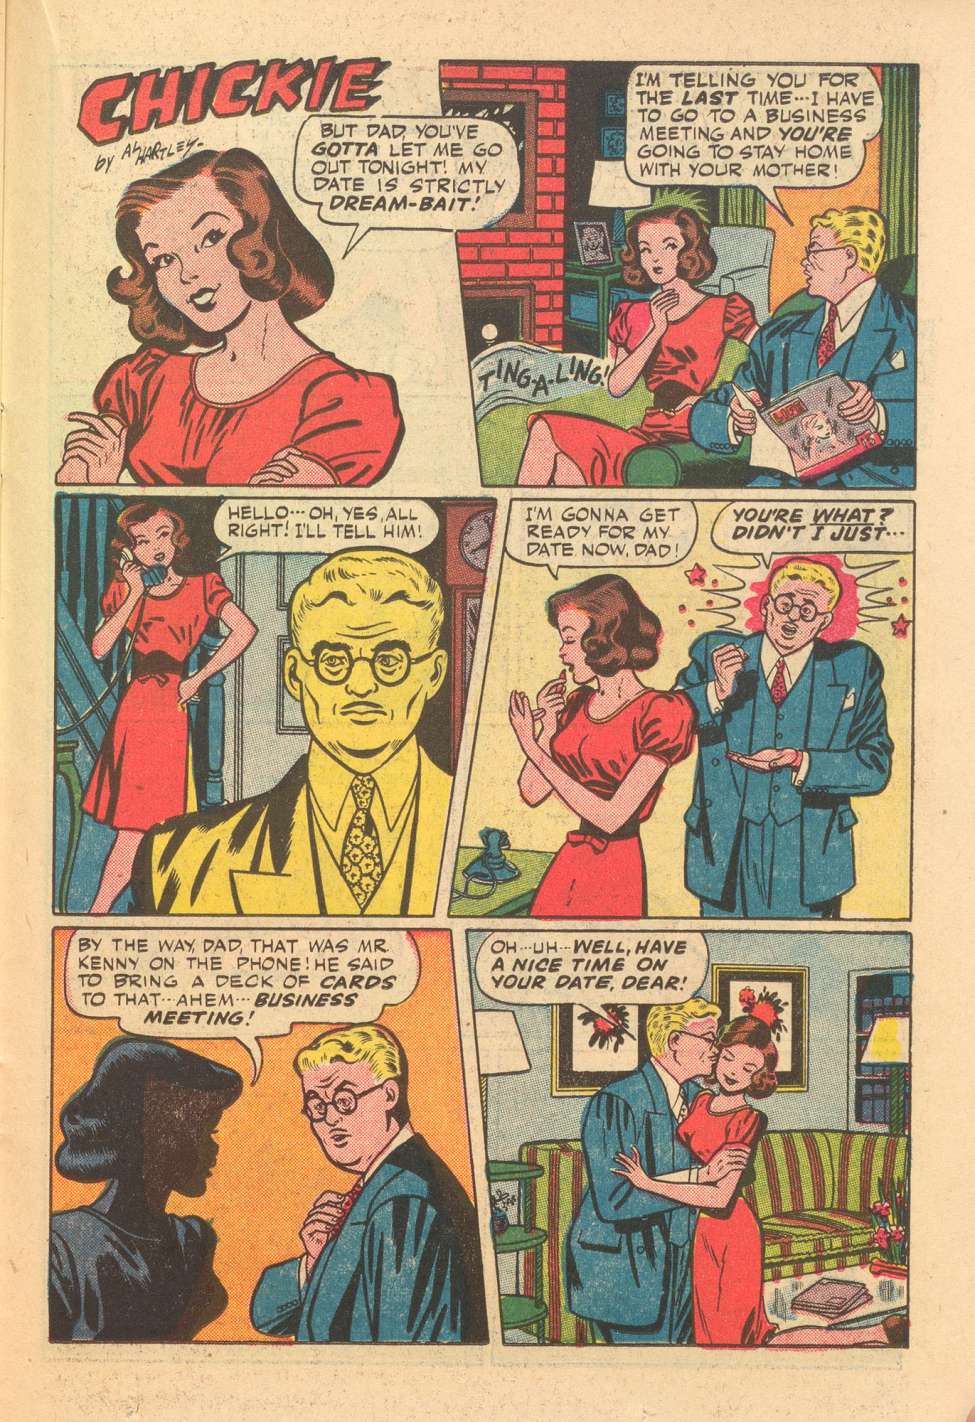 CHICKIE
by AL HARTLEY-
BUT DAD, YOU'VE
GOTTA LET ME GO
OUT TONIGHT! MY
DATE IS STRICTLY
DREAM-BAIT!
I'M TELLING YOU FOR
THE LAST TIME--I HAVE
TO GO TO A BUSINESS
MEETING AND YOU'RE
GOING TO STAY HOME
WITH YOUR MOTHER!
TING-A-LING!
HELLO--- OH, YES, ALL
RIGHT! I'LL TELL HIM!
I'M GONNA GET
READY FOR MY
DATE NOW, DAD!
YOU'RE WHAT?
DIDN'T I JUST---
BY THE WAY, DAD, THAT WAS MR.
KENNY ON THE PHONE! HE SAID
TO BRING A DECK OF CARDS
TO THAT--AHEM--BUSINESS
MEETING!
OH--UH--WELL, HAVE
A NICE TIME ON
YOUR DATE, DEAR!